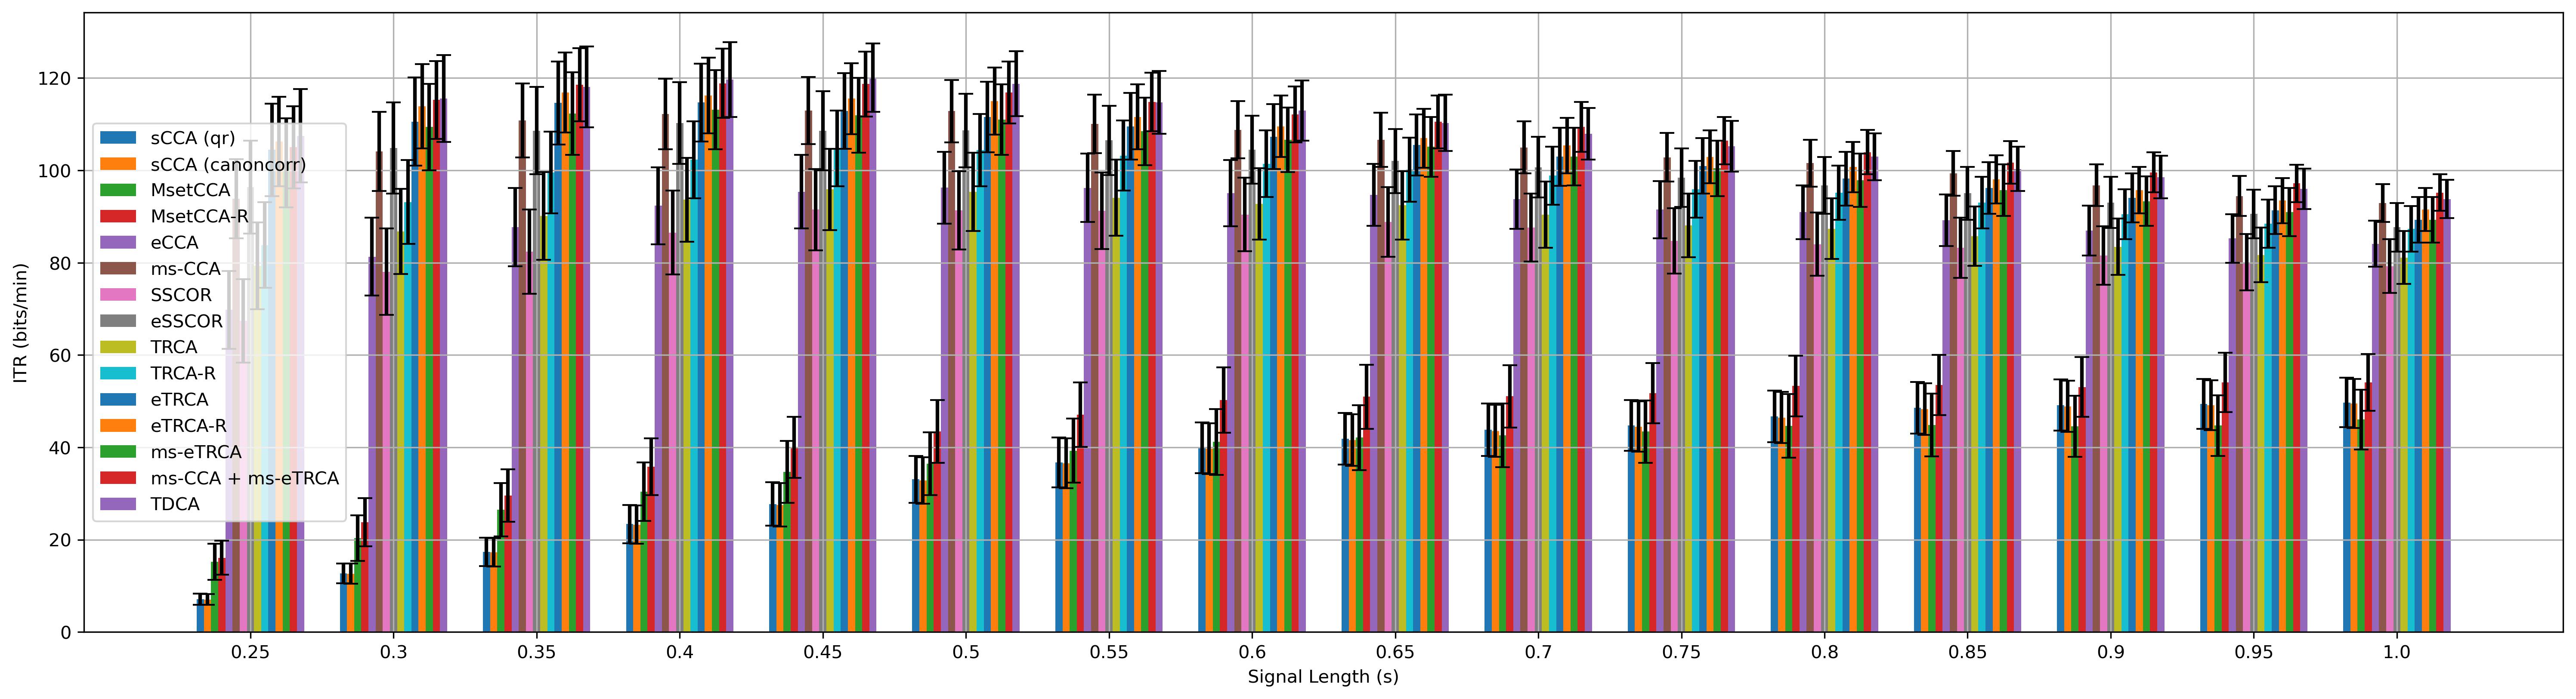 120
100
80
60
40
20
0
ITR (bits/min)
sCCA (qr)
sCCA (canoncorr)
MsetCCA
MsetCCA-R
eCCA
ms-CCA
SSCOR
eSSCOR
TRCA
TRCA-R
eTRCA
eTRCA-R
ms-eTRCA
ms-CCA + ms-eTRCA
TDCA
0.25 0.3 0.35 0.4 0.45 0.5 0.55 0.6 0.65 0.7 0.75 0.8 0.85 0.9 0.95 1.0
Signal Length (s)